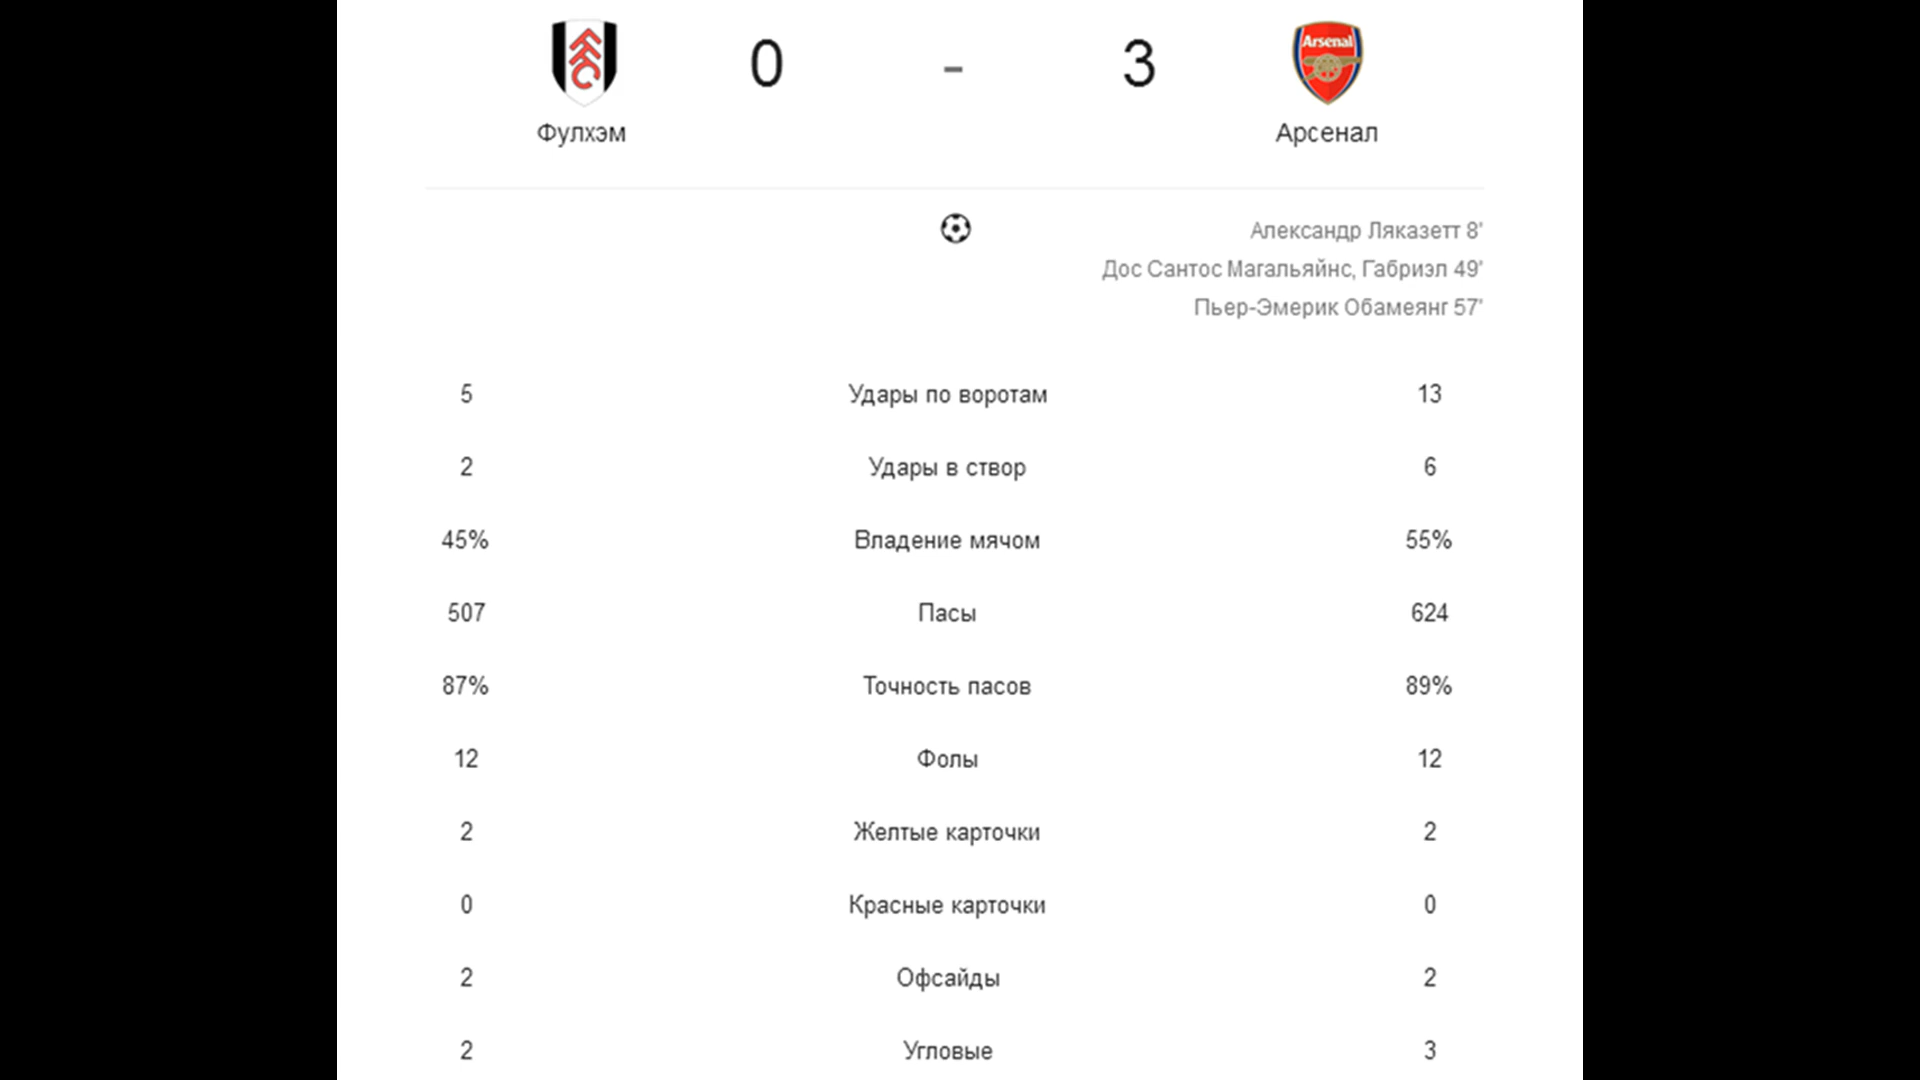 0 - 3
Arsenal
Фулхэм Арсенал
Александр Ляказетт 8'
Дос Сантос Магальяйнс, Габриэл 49'
Пьер-Эмерик Обамеянг 57'
5 Удары по воротам 13
2 Удары в створ 6
45% Владение мячом 55%
507 Пасы 624
87% Точность пасов 89%
12 Фолы 12
2 Желтые карточки 2
0 Красные карточки 0
2 Офсайды 2
2 Угловые 3